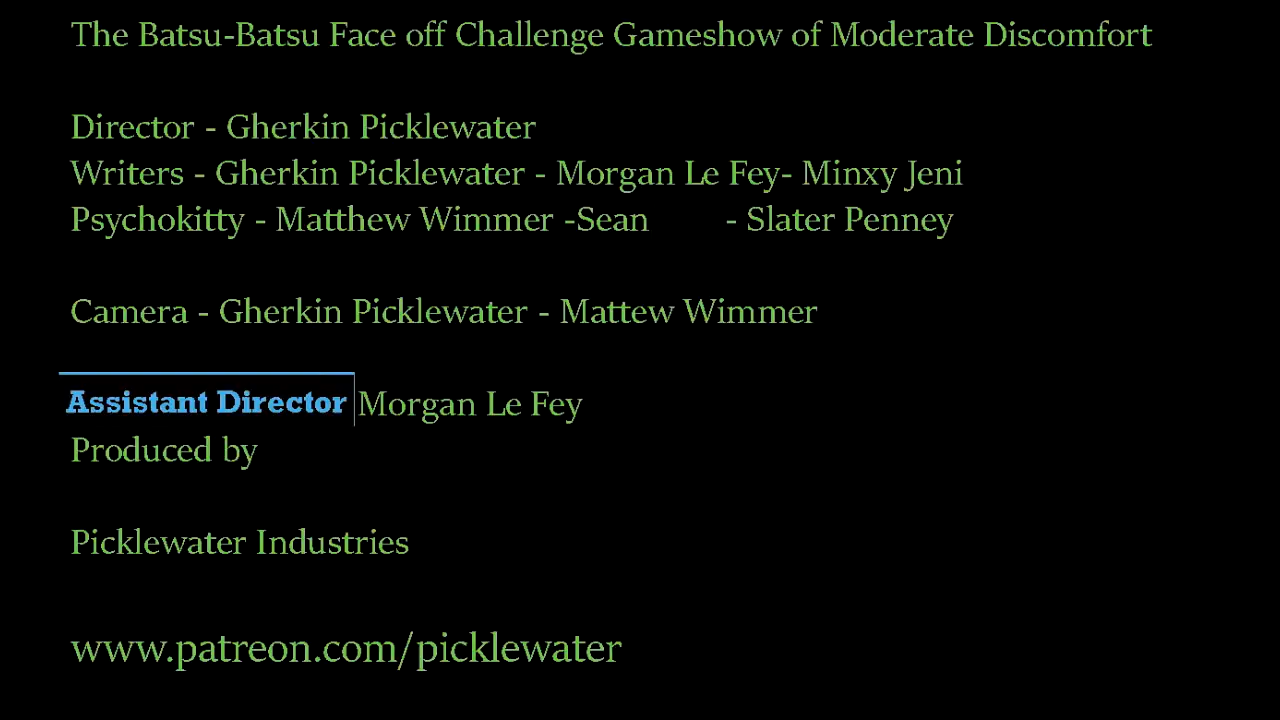 The Batsu-Batsu Face off Challenge Gameshow of Moderate Discomfort
Director - Gherkin Picklewater
Writers - Gherkin Picklewater - Morgan Le Fey- Minxy Jeni
Psychokitty - Matthew Wimmer -Sean - Slater Penney
Camera - Gherkin Picklewater - Mattew Wimmer
Assistant Director Morgan Le Fey
Produced by
Picklewater Industries
www.patreon.com/picklewater